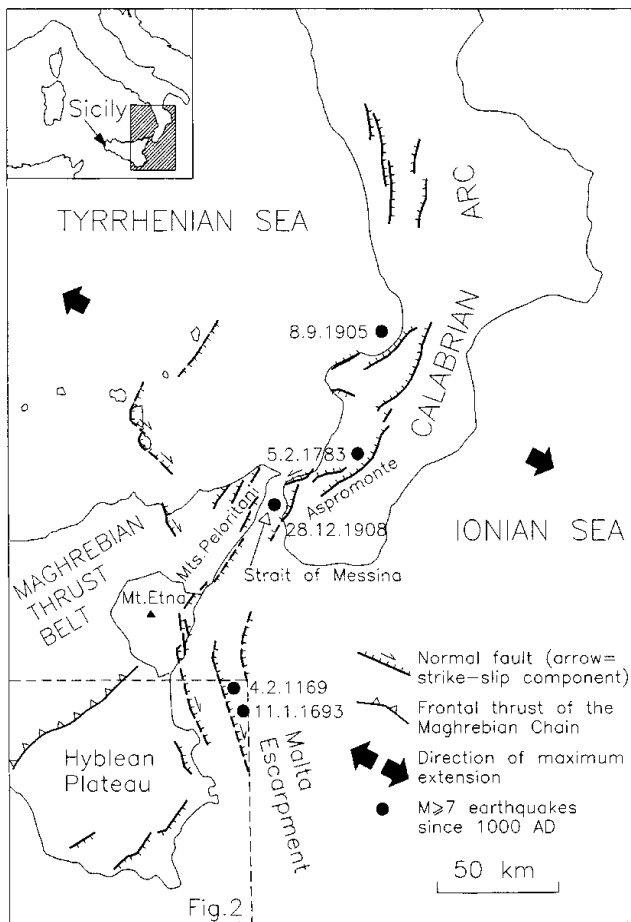 Sicily
TYRRHENIAN SEA
CALABRIAN ARC
8.9.1905
5.2.1783
Aspromonte
28.12.1908
IONIAN SEA
Mts.Peloritani
Strait of Messina
MAGHREBIAN
THRUST
BELT
Mt.Etna
4.2.1169
11.1.1693
Hyblean
Plateau
Malta
Escarpment
Fig.2
Normal fault (arrow=
strike-slip component)
Frontal thrust of the
Maghrebian Chain
Direction of maximum
extension
M⩾7 earthquakes
since 1000 AD
50 km